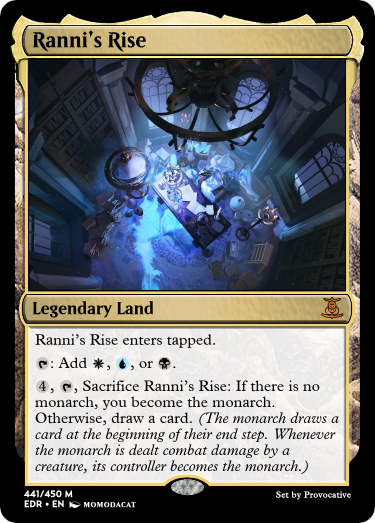 Ranni's Rise
Legendary Land
Ranni's Rise enters tapped.
: Add , , or .
4, , Sacrifice Ranni's Rise: If there is no
monarch, you become the monarch.
Otherwise, draw a card. (The monarch draws a
card at the beginning of their end step. Whenever
the monarch is dealt combat damage by a
creature, its controller becomes the monarch.)
441/450 M
EDR • EN MOMODACAT
Set by Provocative